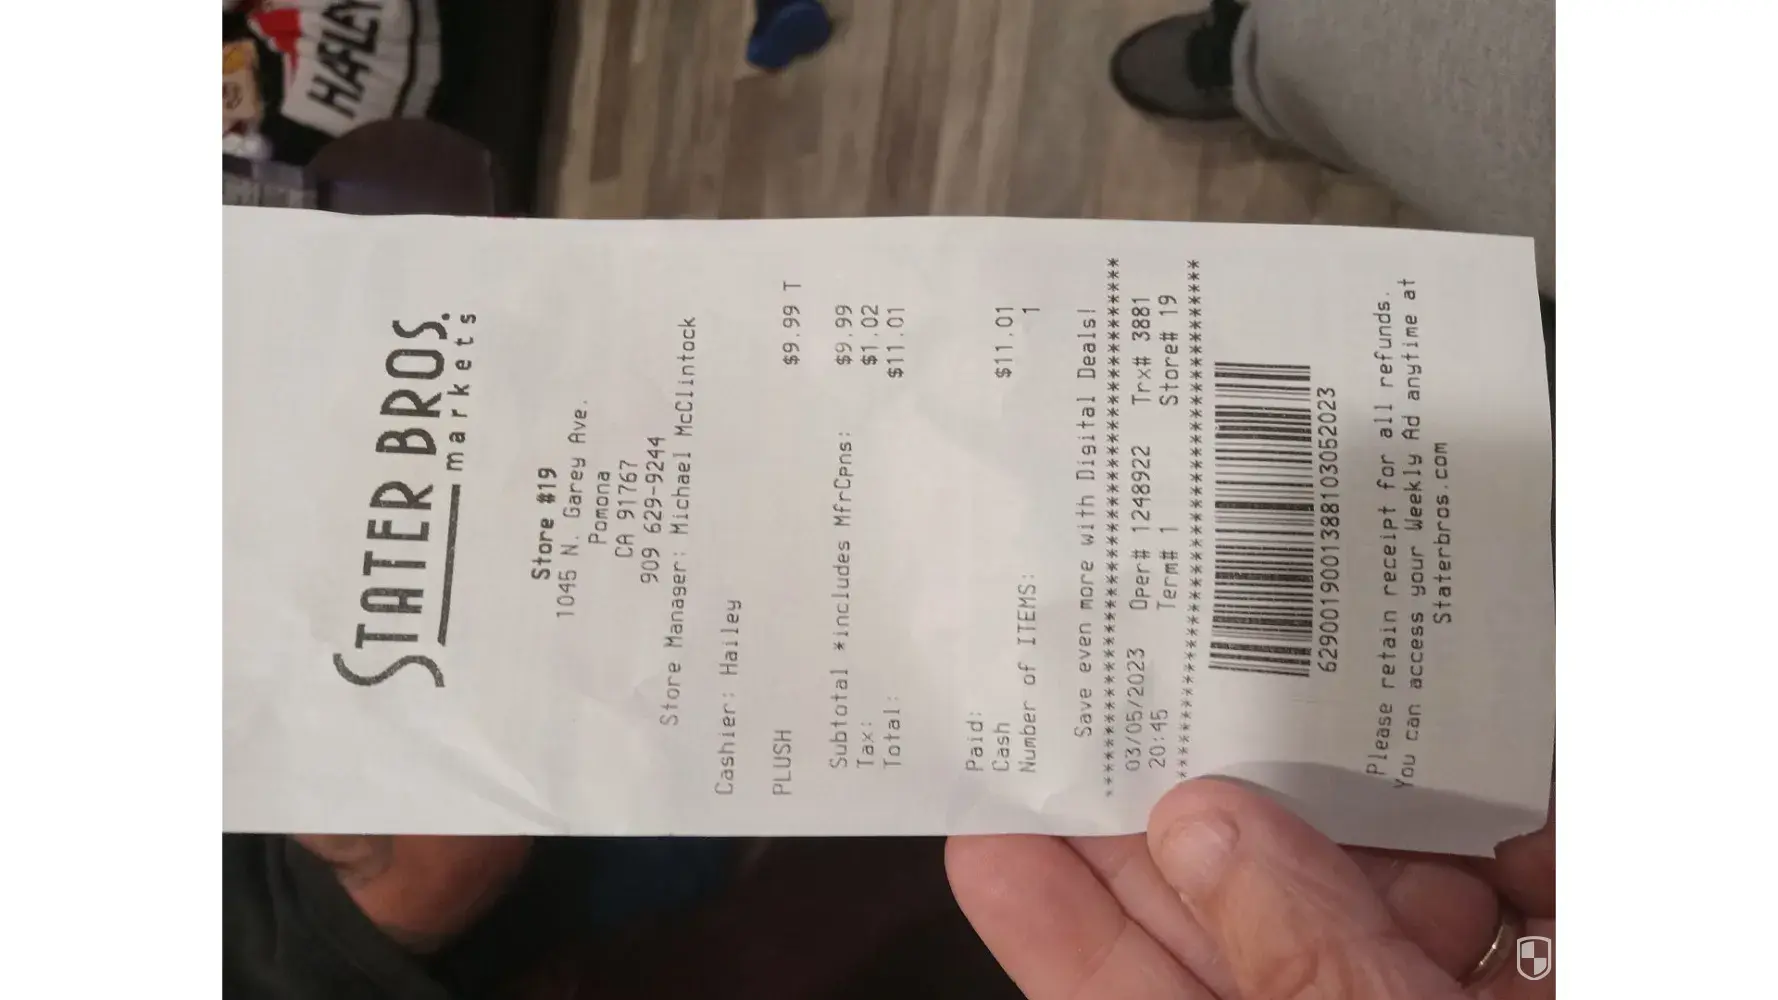 HARLEY
STATER BROS.
markets
Store #19
1045 N. Garey Ave.
Pomona
CA 91767
909 629-9244
Store Manager: Michael McClintock
Cashier: Hailey
PLUSH $9.99 T
Subtotal *includes MfrCpns: $9.99
Tax: $1.02
Total: $11.01
Paid:
Cash $11.01
Number of ITEMS: 1
Save even more with Digital Deals!
03/05/2023 Oper# 1248922 Trx# 3881
20:45 Term# 1 Store# 19
6290019001388103052023
Please retain receipt for all refunds.
You can access your Weekly Ad anytime at
Staterbros.com